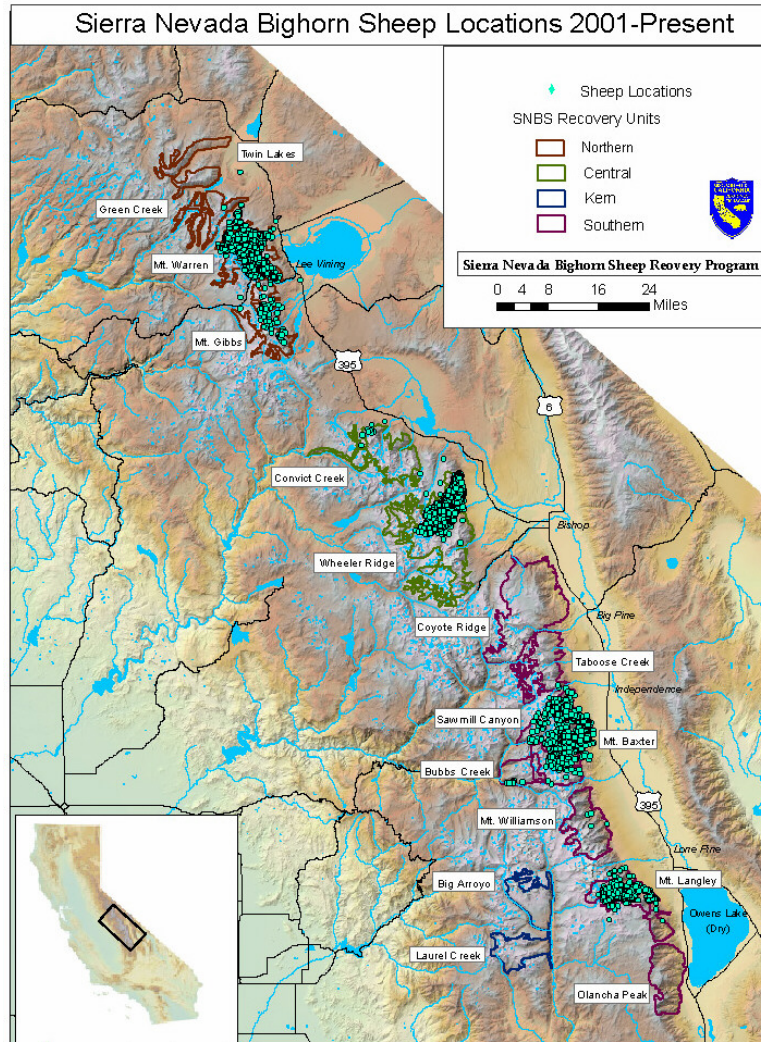 Sierra Nevada Bighorn Sheep Locations 2001-Present
Sheep Locations
SNBS Recovery Units
Northern
Central
Kern
Southern
CALIFORNIA
Sierra Nevada Bighorn Sheep Reovery Program
0 4 8 16 24
Miles
Twin Lakes
Green Creek
Mt. Warren
Lee Vining
Mt. Gibbs
395
6
Convict Creek
Bishop
Wheeler Ridge
Coyote Ridge
Big Pine
Taboose Creek
Independence
Sawmill Canyon
Mt. Baxter
Bubbs Creek
395
Mt. Williamson
Lone Pine
Mt. Langley
Big Arroyo
Owens Lake
(Dry)
Laurel Creek
Olancha Peak